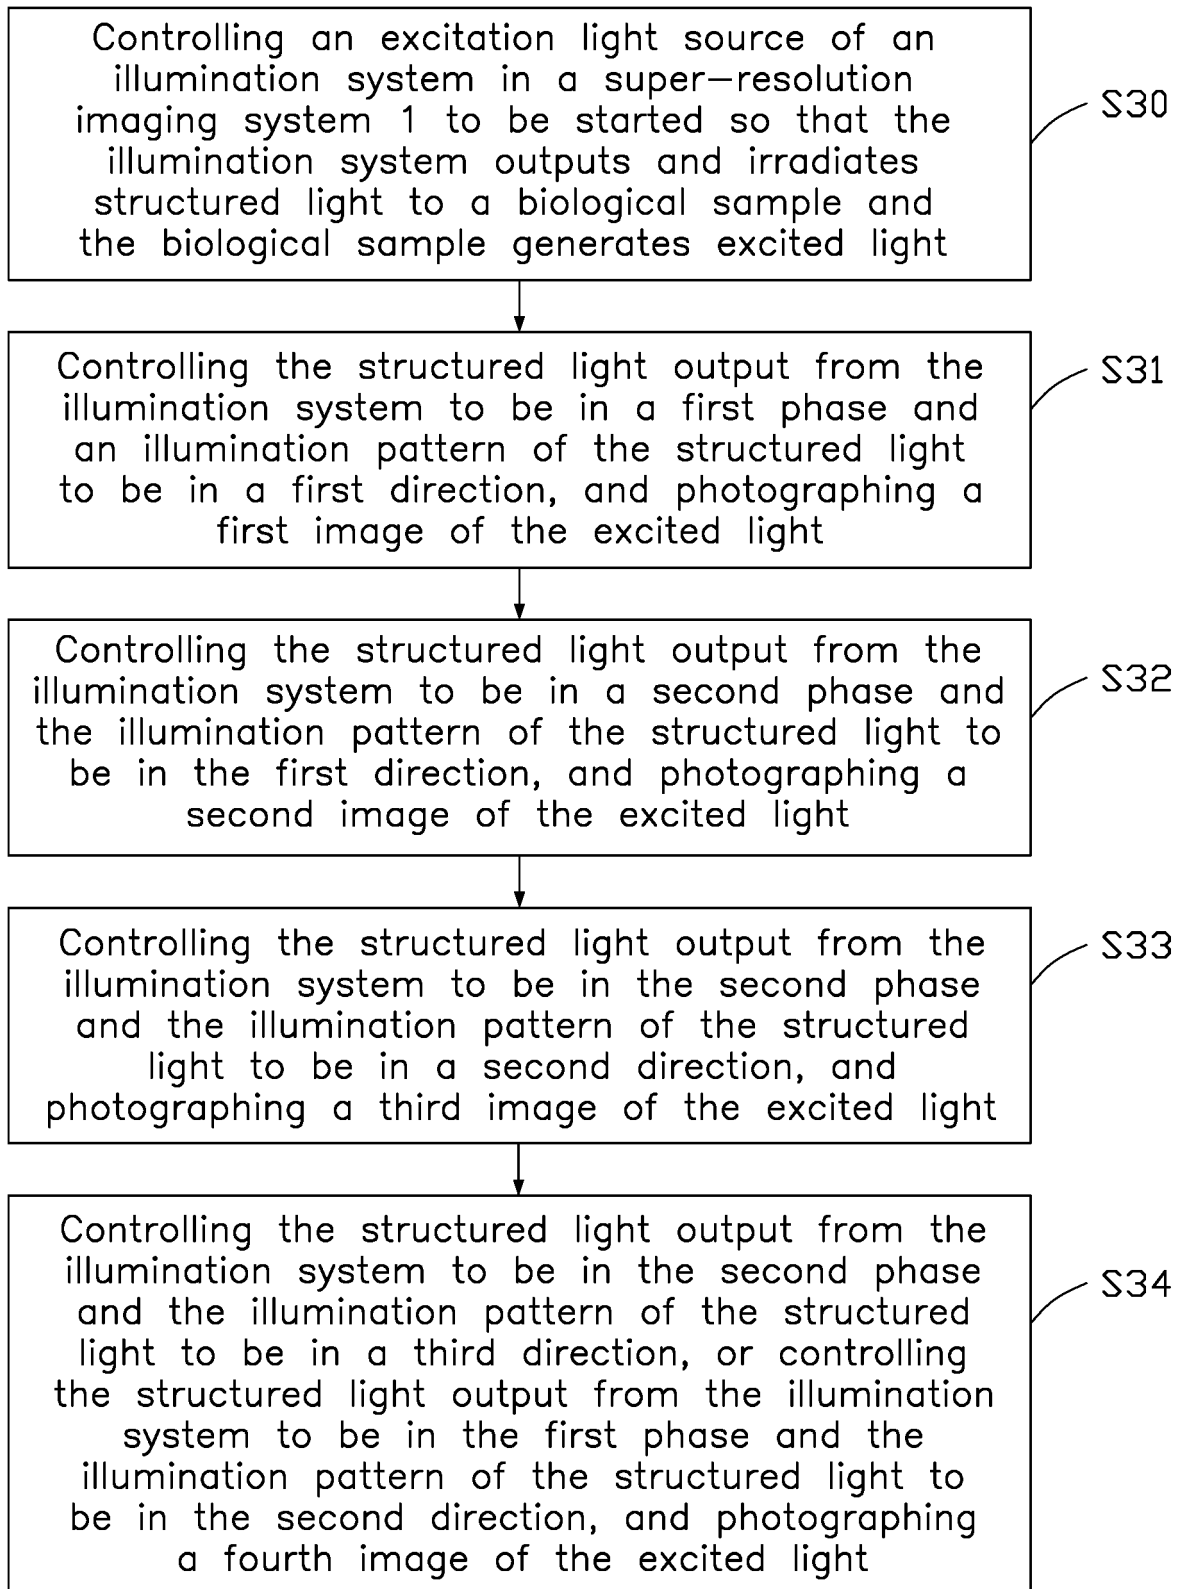 Controlling an excitation light source of an
illumination system in a super-resolution
imaging system 1 to be started so that the
illumination system outputs and irradiates
structured light to a biological sample and
the biological sample generates excited light
S30
Controlling the structured light output from the
illumination system to be in a first phase and
an illumination pattern of the structured light
to be in a first direction, and photographing a
first image of the excited light
S31
Controlling the structured light output from the
illumination system to be in a second phase and
the illumination pattern of the structured light to
be in the first direction, and photographing a
second image of the excited light
S32
Controlling the structured light output from the
illumination system to be in the second phase
and the illumination pattern of the structured
light to be in a second direction, and
photographing a third image of the excited light
S33
Controlling the structured light output from the
illumination system to be in the second phase
and the illumination pattern of the structured
light to be in a third direction, or controlling
the structured light output from the illumination
system to be in the first phase and the
illumination pattern of the structured light to
be in the second direction, and photographing
a fourth image of the excited light
S34